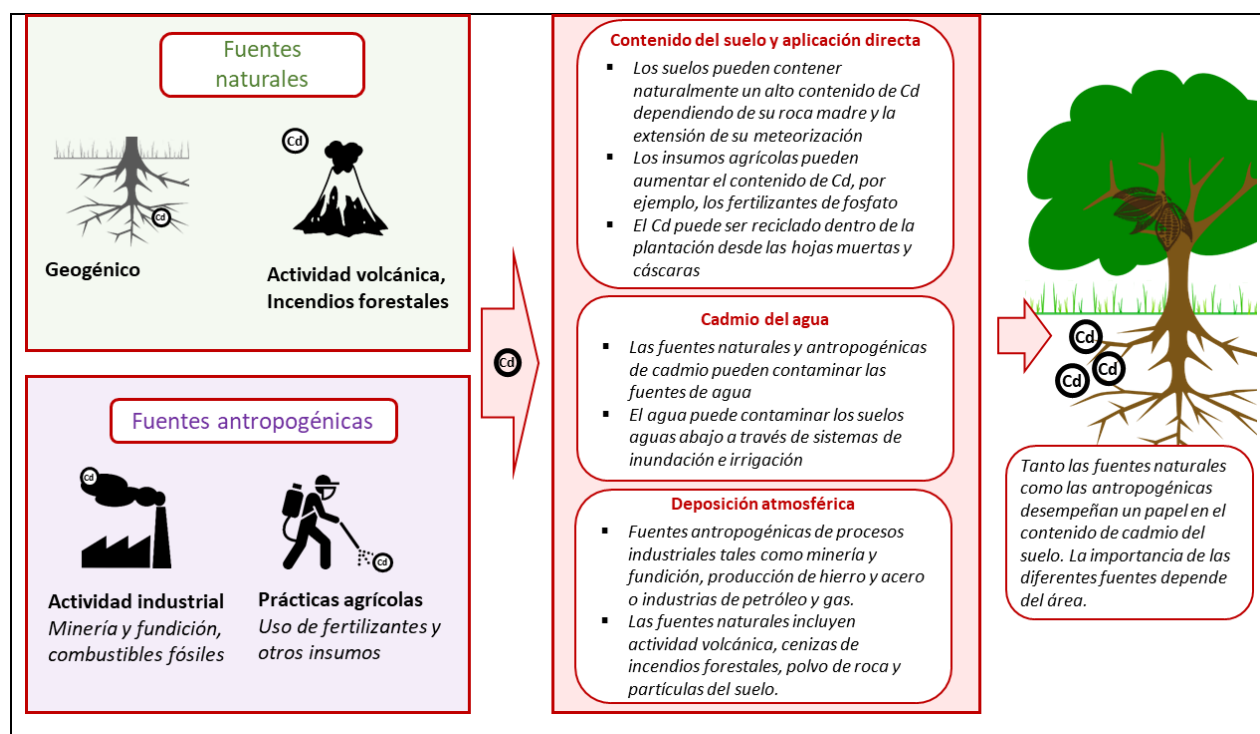 Fuentes
naturales
Cd
Cd
Geogénico
Actividad volcánica,
Incendios forestales
Fuentes antropogénicas
Cd
Cd
Actividad industrial
Minería y fundición,
combustibles fósiles
Prácticas agrícolas
Uso de fertilizantes y
otros insumos
Cd
Contenido del suelo y aplicación directa
▪ Los suelos pueden contener
naturalmente un alto contenido de Cd
dependiendo de su roca madre y la
extensión de su meteorización
▪ Los insumos agrícolas pueden
aumentar el contenido de Cd, por
ejemplo, los fertilizantes de fosfato
▪ El Cd puede ser reciclado dentro de la
plantación desde las hojas muertas y
cáscaras
Cadmio del agua
▪ Las fuentes naturales y antropogénicas
de cadmio pueden contaminar las
fuentes de agua
▪ El agua puede contaminar los suelos
aguas abajo a través de sistemas de
inundación e irrigación
Deposición atmosférica
▪ Fuentes antropogénicas de procesos
industriales tales como minería y
fundición, producción de hierro y acero
o industrias de petróleo y gas.
▪ Las fuentes naturales incluyen
actividad volcánica, cenizas de
incendios forestales, polvo de roca y
partículas del suelo.
Cd
Cd
Cd
Tanto las fuentes naturales
como las antropogénicas
desempeñan un papel en el
contenido de cadmio del
suelo. La importancia de las
diferentes fuentes depende
del área.